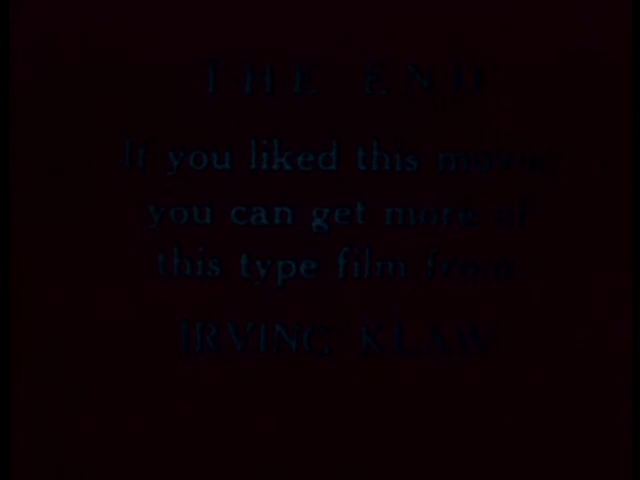 THE END
If you liked this movie
you can get more of
this type film from
IRVING KLAW